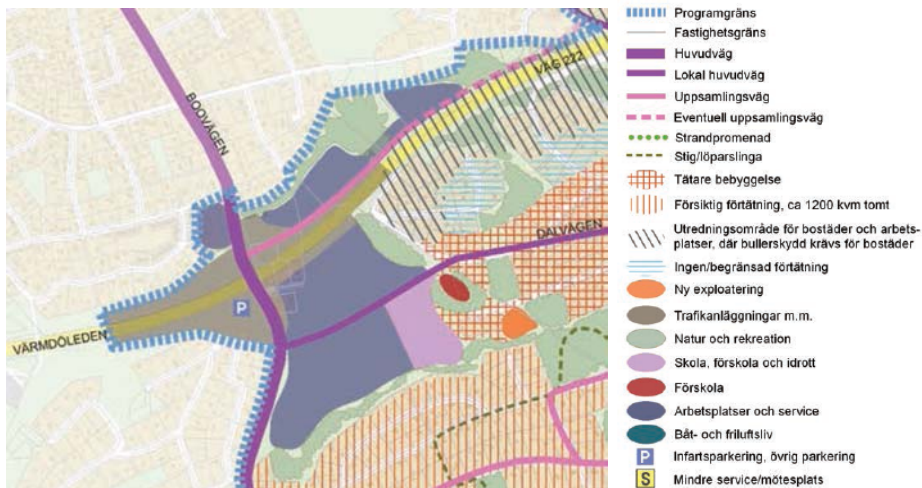 BOOVÄGEN
VÄG 222
DALVÄGEN
P
VÄRMDÖLEDEN
Programgräns
Fastighetsgräns
Huvudväg
Lokal huvudväg
Uppsamlingsväg
Eventuell uppsamlingsväg
Strandpromenad
Stig/löparslinga
Tätare bebyggelse
Försiktig förtätning, ca 1200 kvm tomt
Utredningsområde för bostäder och arbets-
platser, där bullerskydd krävs för bostäder
Ingen/begränsad förtätning
Ny exploatering
Trafikanläggningar m.m.
Natur och rekreation
Skola, förskola och idrott
Förskola
Arbetsplatser och service
Båt- och friluftsliv
P Infartsparkering, övrig parkering
S Mindre service/mötesplats